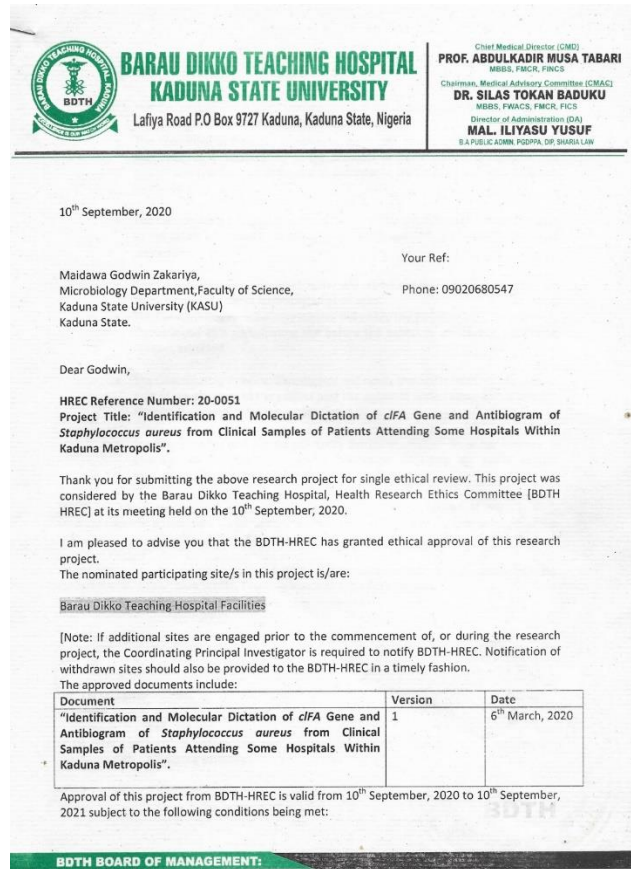 BARAU DIKKO TEACHING HOSPITAL
KADUNA STATE UNIVERSITY
Lafiya Road P.O Box 9727 Kaduna, Kaduna State, Nigeria
BDTH
Chief Medical Director (CMD)
PROF. ABDULKADIR MUSA TABARI
MBBS, FMCR, FINCS
Chairman, Medical Advisory Committee (CMAC)
DR. SILAS TOKAN BADUKU
MBBS, FWACS, FMCR, FICS
Director of Administration (DA)
MAL. ILIYASU YUSUF
B.A PUBLIC ADMIN, PGDPPA, DIP, SHARIA LAW
10th September, 2020
Your Ref:
Maidawa Godwin Zakariya,
Microbiology Department,Faculty of Science,
Phone: 09020680547
Kaduna State University (KASU)
Kaduna State.
Dear Godwin,
HREC Reference Number: 20-0051
Project Title: “Identification and Molecular Dictation of clFA Gene and Antibiogram of
Staphylococcus aureus from Clinical Samples of Patients Attending Some Hospitals Within
Kaduna Metropolis”.
Thank you for submitting the above research project for single ethical review. This project was
considered by the Barau Dikko Teaching Hospital, Health Research Ethics Committee [BDTH
HREC] at its meeting held on the 10th September, 2020.
I am pleased to advise you that the BDTH-HREC has granted ethical approval of this research
project.
The nominated participating site/s in this project is/are:
Barau Dikko Teaching Hospital Facilities
[Note: If additional sites are engaged prior to the commencement of, or during the research
project, the Coordinating Principal Investigator is required to notify BDTH-HREC. Notification of
withdrawn sites should also be provided to the BDTH-HREC in a timely fashion.
The approved documents include:
Document Version Date
“Identification and Molecular Dictation of clFA Gene and 1 6th March, 2020
Antibiogram of Staphylococcus aureus from Clinical
Samples of Patients Attending Some Hospitals Within
Kaduna Metropolis”.
Approval of this project from BDTH-HREC is valid from 10th September, 2020 to 10th September,
2021 subject to the following conditions being met:
BDTH
BDTH BOARD OF MANAGEMENT: